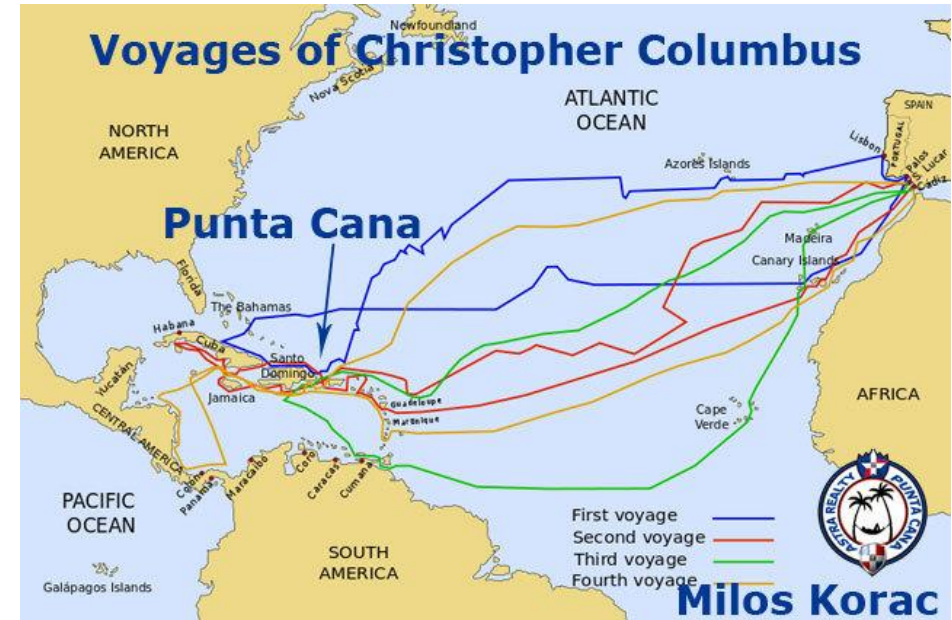 Newfoundland
Voyages of Christopher Columbus
Nova Scotia
ATLANTIC
OCEAN
SPAIN
PORTUGAL
NORTH
AMERICA
Lisbon
Palos
S. Lucar
Cádiz
Azores Islands
Punta Cana
Madeira
Canary Islands
Florida
The Bahamas
Habana
Cuba
Santo
Domingo
Yucatán
Jamaica
Guadeloupe
Martinique
CENTRAL AMERICA
Cape
Verde
AFRICA
Colone
Panamá
Maracaibo
Coro
Caracas
Cumana
PACIFIC
OCEAN
SOUTH
AMERICA
Galápagos Islands
First voyage
Second voyage
Third voyage
Fourth voyage
ASTRA REALTY
PUNTA CANA
Milos Korac